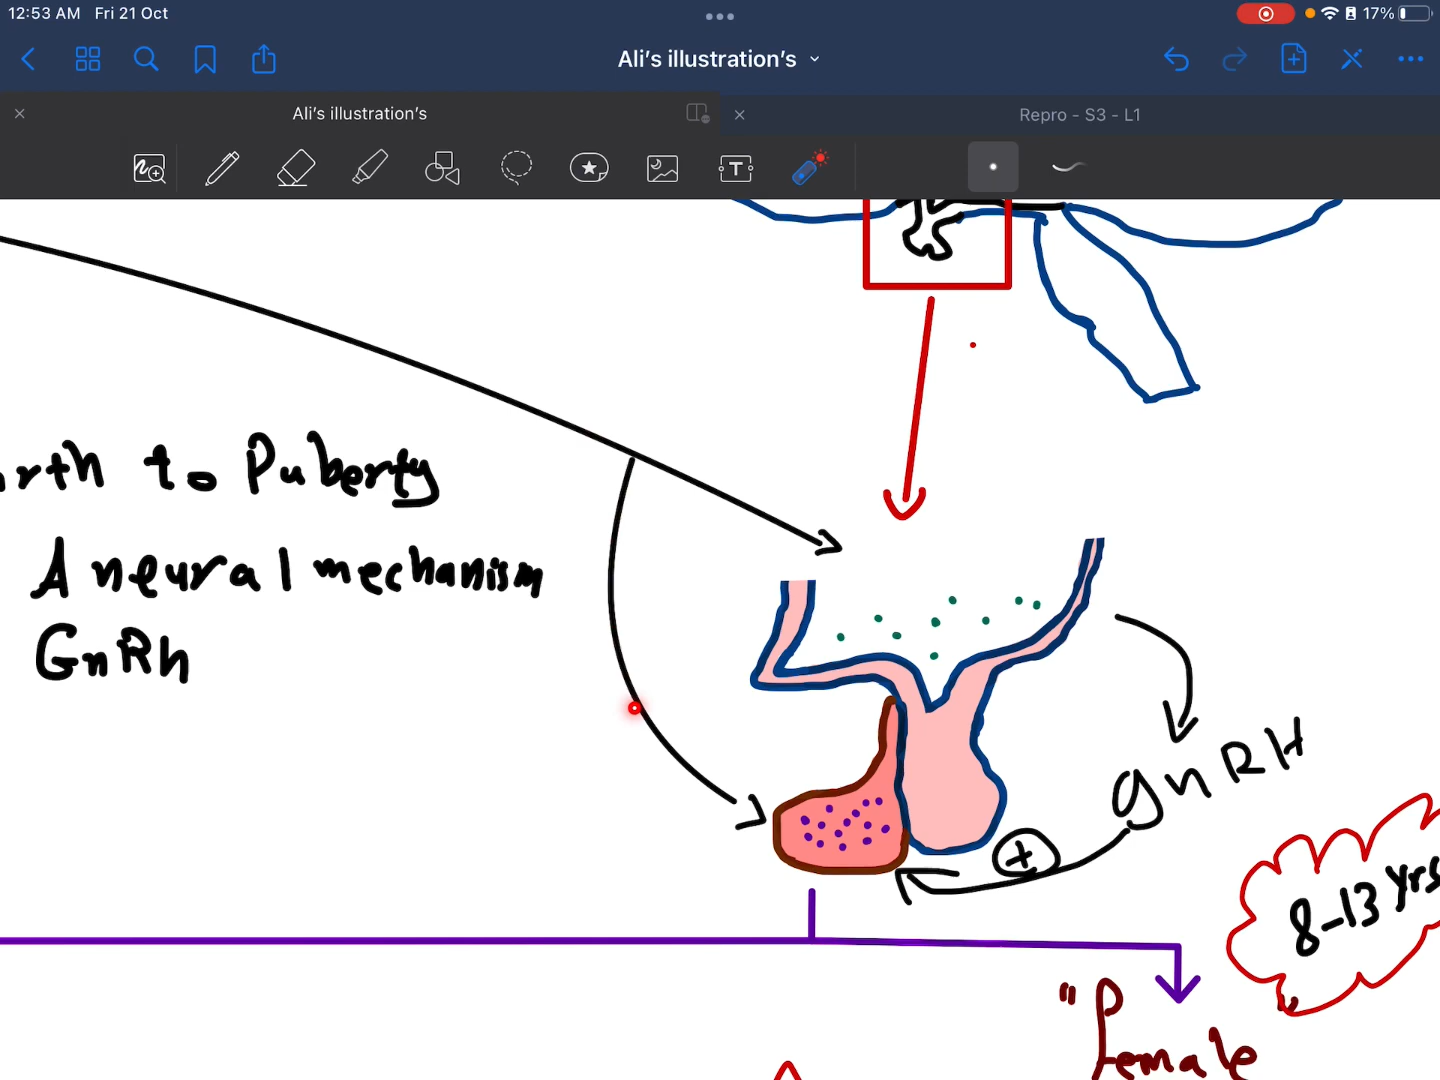 12:53 AM Fri 21 Oct
17%
Ali's illustration's
Ali's illustration's
Repro - S3 - L1
T
to Puberty
A neural mechanism
GnRh
GnRH
+
8-13 yrs
"Female